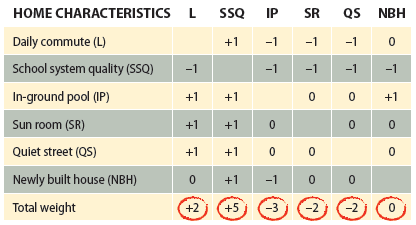 HOME CHARACTERISTICS L SSQ IP SR QS NBH
Daily commute (L) +1 −1 −1 −1 0
School system quality (SSQ) −1 −1 −1 −1 −1
In-ground pool (IP) +1 +1 0 0 +1
Sun room (SR) +1 +1 0 0 0
Quiet street (QS) +1 +1 0 0 0
Newly built house (NBH) 0 +1 −1 0 0
Total weight +2 +5 −3 −2 −2 0